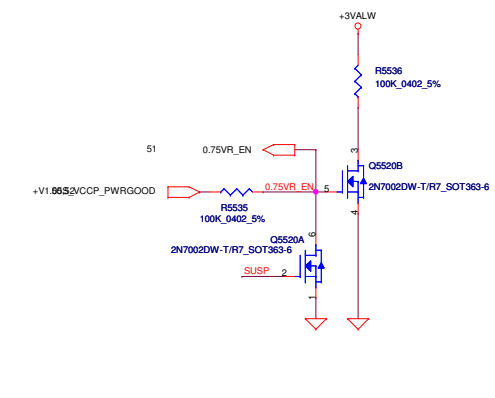 +3VALW
R5536
100K_0402_5%
51
0.75VR_EN
3
Q5520B
0.75VR_EN
5
2N7002DW-T/R7_SOT363-6
VCCP_PWRGOOD
R5535
100K_0402_5%
4
6
Q5520A
2N7002DW-T/R7_SOT363-6
SUSP
2
1